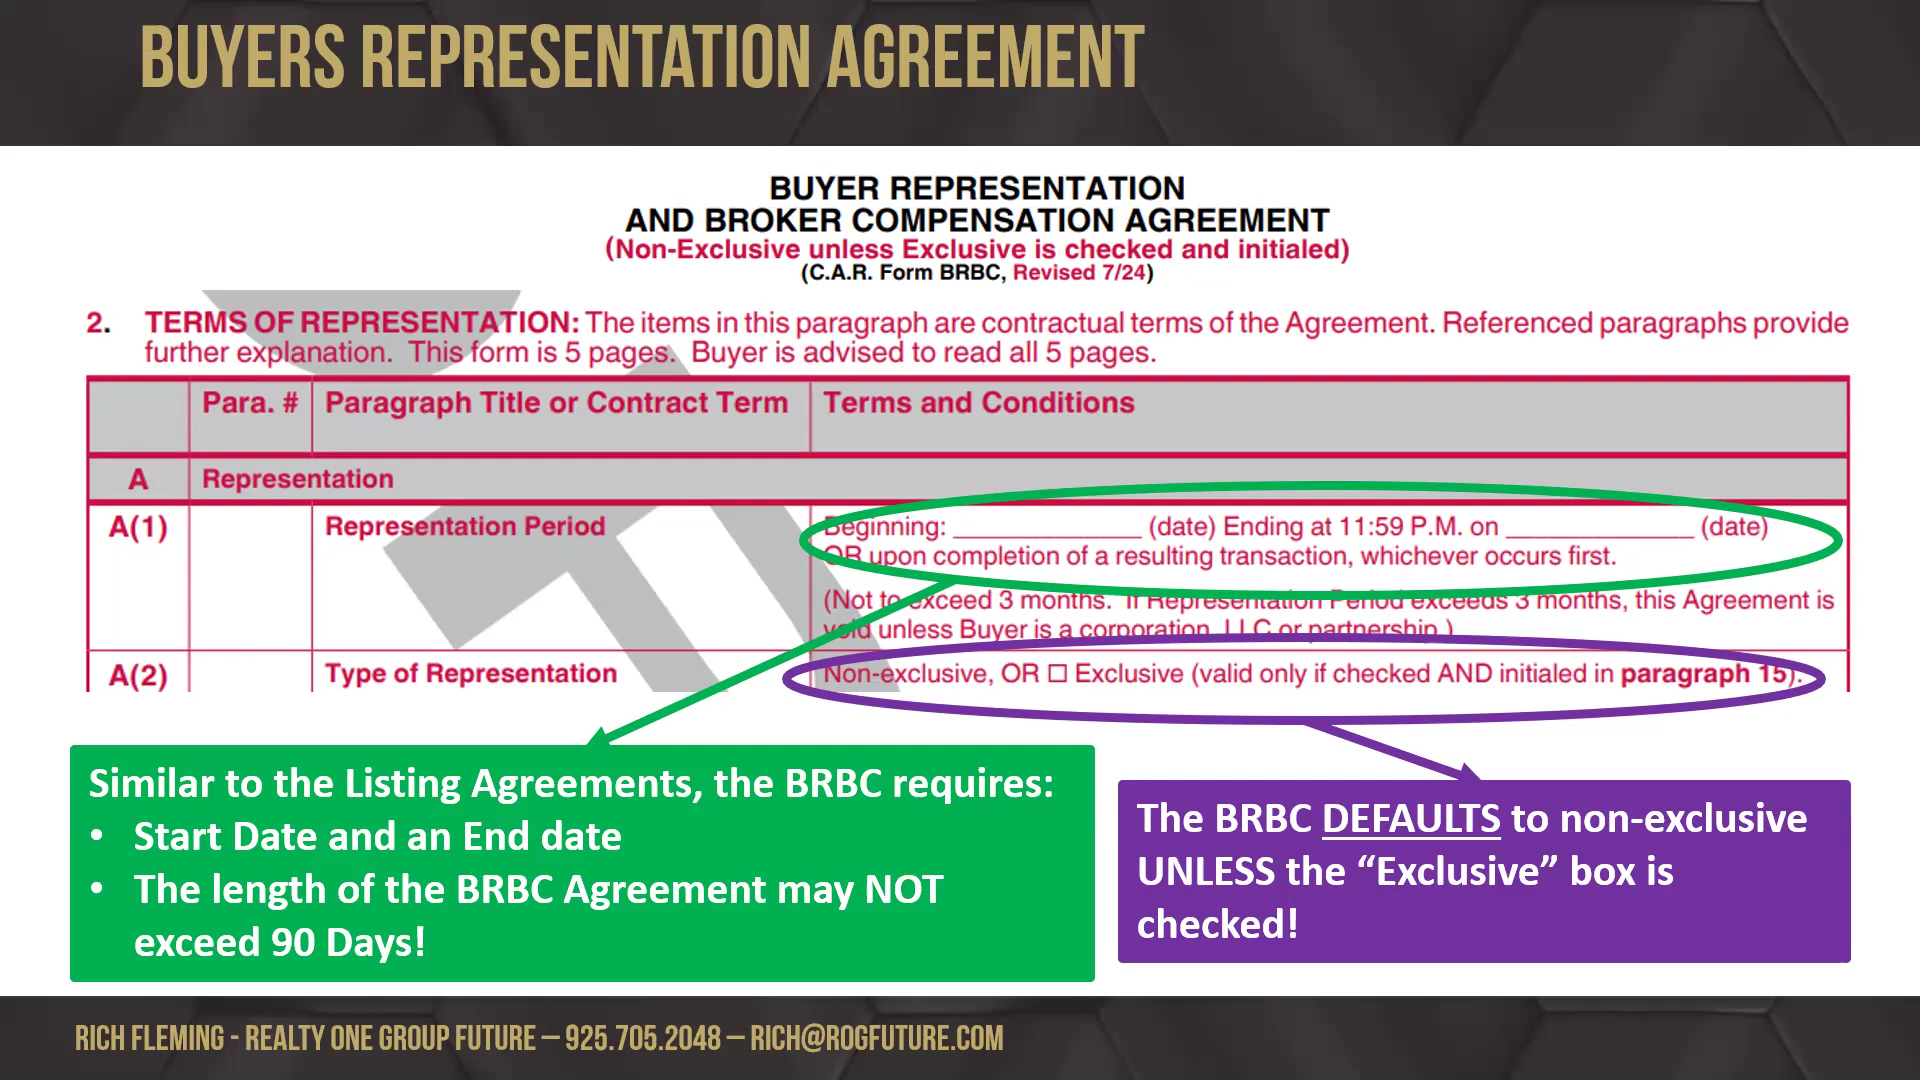 BUYERS REPRESENTATION AGREEMENT
BUYER REPRESENTATION
AND BROKER COMPENSATION AGREEMENT
(Non-Exclusive unless Exclusive is checked and initialed)
(C.A.R. Form BRBC, Revised 7/24)
2. TERMS OF REPRESENTATION: The items in this paragraph are contractual terms of the Agreement. Referenced paragraphs provide
further explanation. This form is 5 pages. Buyer is advised to read all 5 pages.
Para. # Paragraph Title or Contract Term Terms and Conditions
A Representation
A(1) Representation Period Beginning: ______________ (date) Ending at 11:59 P.M. on ______________ (date)
OR upon completion of a resulting transaction, whichever occurs first.
(Not to exceed 3 months. If Representation Period exceeds 3 months, this Agreement is
void unless Buyer is a corporation, LLC or partnership.)
A(2) Type of Representation Non-exclusive, OR ☐ Exclusive (valid only if checked AND initialed in paragraph 15).
Similar to the Listing Agreements, the BRBC requires:
• Start Date and an End date
• The length of the BRBC Agreement may NOT
exceed 90 Days!
The BRBC DEFAULTS to non-exclusive
UNLESS the “Exclusive” box is
checked!
RICH FLEMING - REALTY ONE GROUP FUTURE – 925.705.2048 – RICH@ROGFUTURE.COM